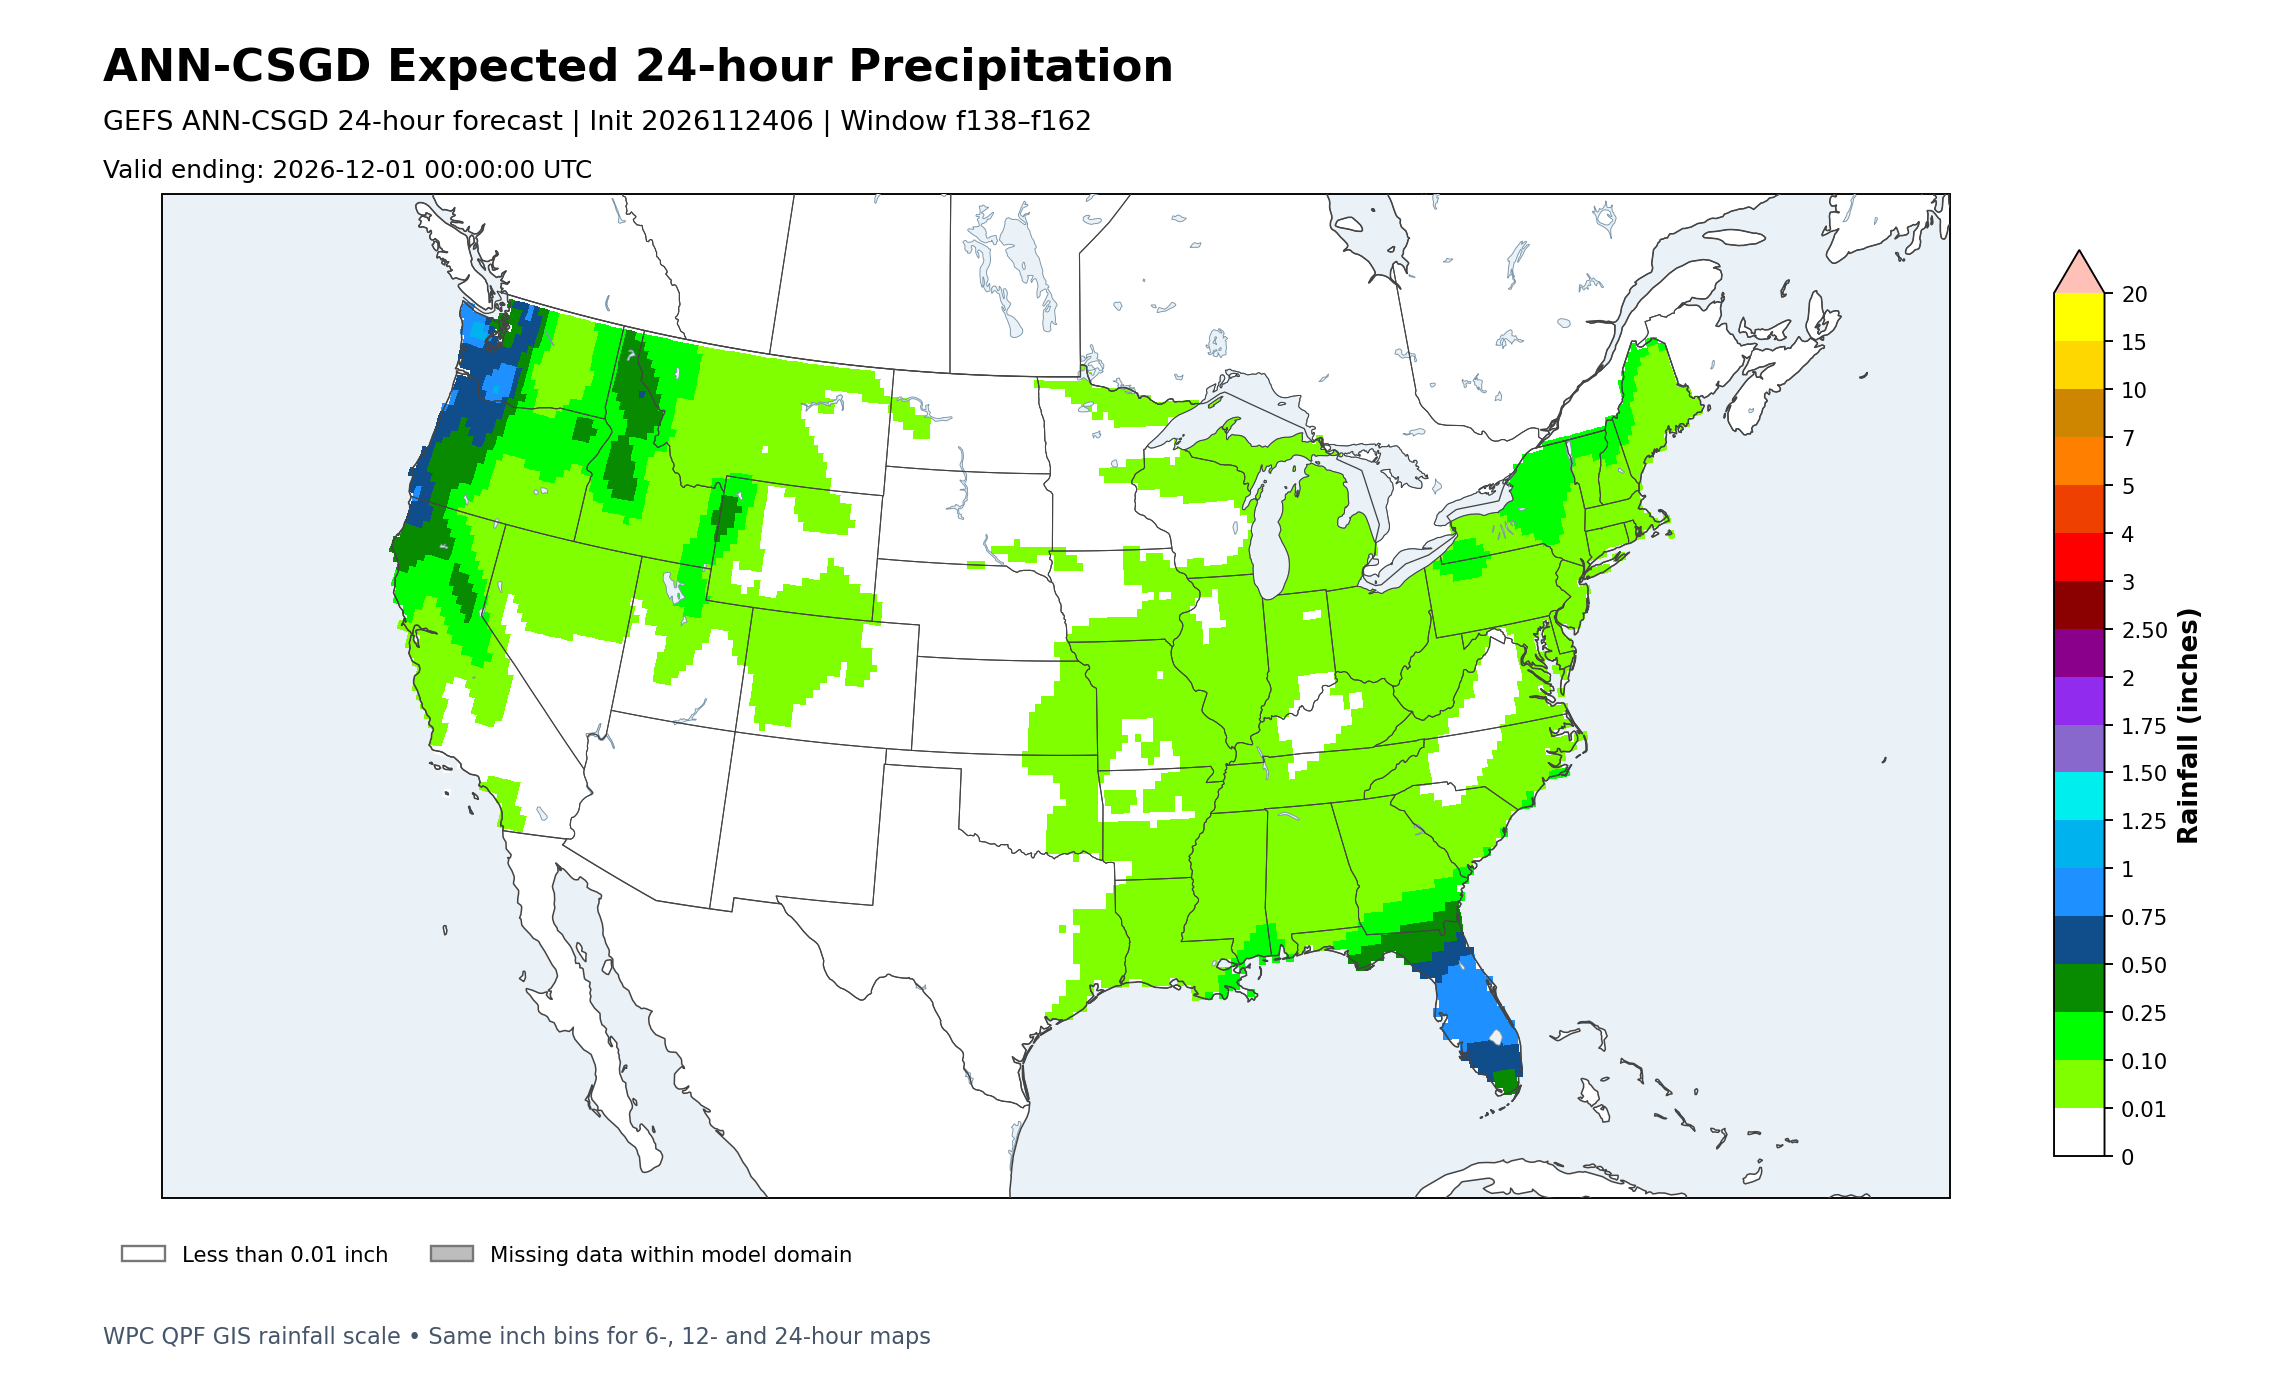 ANN-CSGD Expected 24-hour Precipitation
GEFS ANN-CSGD 24-hour forecast | Init 2026112406 | Window f138–f162
Valid ending: 2026-12-01 00:00:00 UTC
20
15
10
7
5
4
3
2.50
2
1.75
1.50
1.25
1
0.75
0.50
0.25
0.10
0.01
0
Rainfall (inches)
Less than 0.01 inch
Missing data within model domain
WPC QPF GIS rainfall scale • Same inch bins for 6-, 12- and 24-hour maps